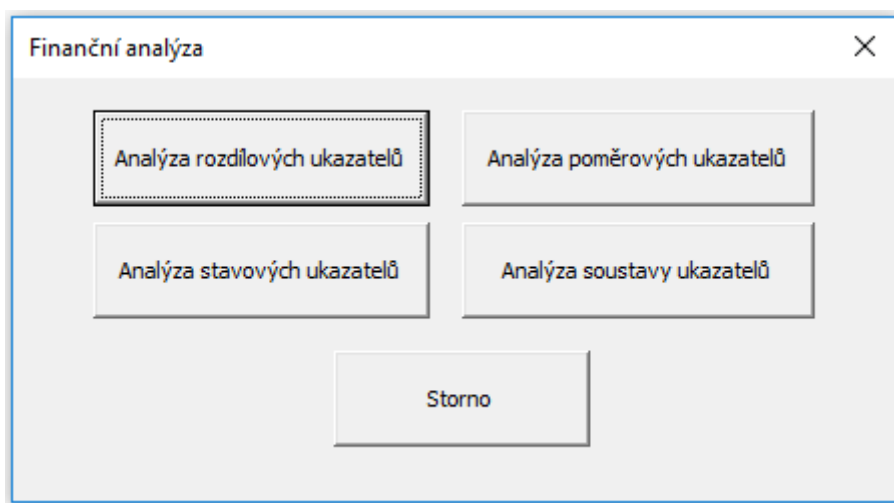 Finanční analýza
Analýza rozdílových ukazatelů
Analýza poměrových ukazatelů
Analýza stavových ukazatelů
Analýza soustavy ukazatelů
Storno